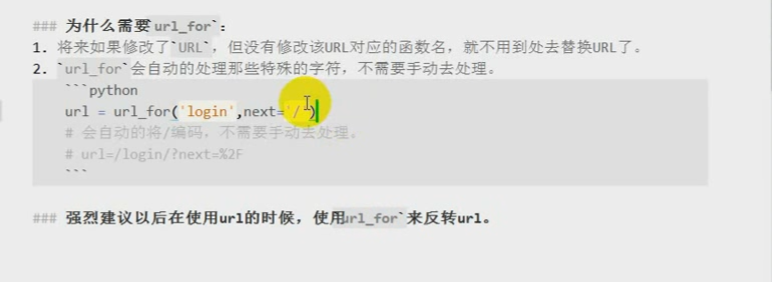 ### 为什么需要`url_for`：
1. 将来如果修改了`URL`，但没有修改该URL对应的函数名，就不用到处去替换URL了。
2. `url_for`会自动的处理那些特殊的字符，不需要手动去处理。
```python
url = url_for('login',next='/')
# 会自动的将/编码，不需要手动去处理。
# url=/login/?next=%2F
```
### 强烈建议以后在使用url的时候，使用`url_for`来反转url。